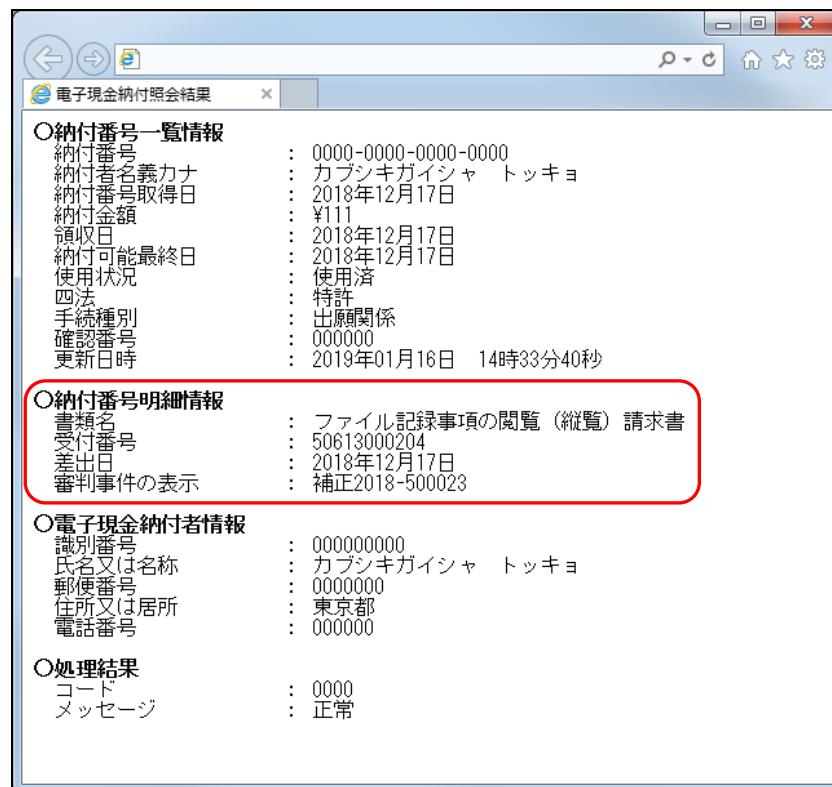 電子現金納付照会結果
〇納付番号一覧情報
納付番号 : 0000-0000-0000-0000
納付者名義カナ : カブシキガイシャ トッキョ
納付番号取得日 : 2018年12月17日
納付金額 : ¥111
領収日 : 2018年12月17日
納付可能最終日 : 2018年12月17日
使用状況 : 使用済
四法 : 特許
手続種別 : 出願関係
確認番号 : 000000
更新日時 : 2019年01月16日 14時33分40秒
〇納付番号明細情報
書類名 : ファイル記録事項の閲覧（縦覧）請求書
受付番号 : 50613000204
差出日 : 2018年12月17日
審判事件の表示 : 補正2018-500023
〇電子現金納付者情報
識別番号 : 000000000
氏名又は名称 : カブシキガイシャ トッキョ
郵便番号 : 0000000
住所又は居所 : 東京都
電話番号 : 000000
〇処理結果
コード : 0000
メッセージ : 正常